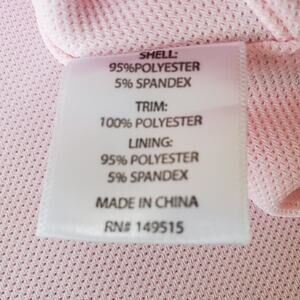 SHELL:
95%POLYESTER
5% SPANDEX
TRIM:
100% POLYESTER
LINING:
95% POLYESTER
5% SPANDEX
MADE IN CHINA
RN# 149515